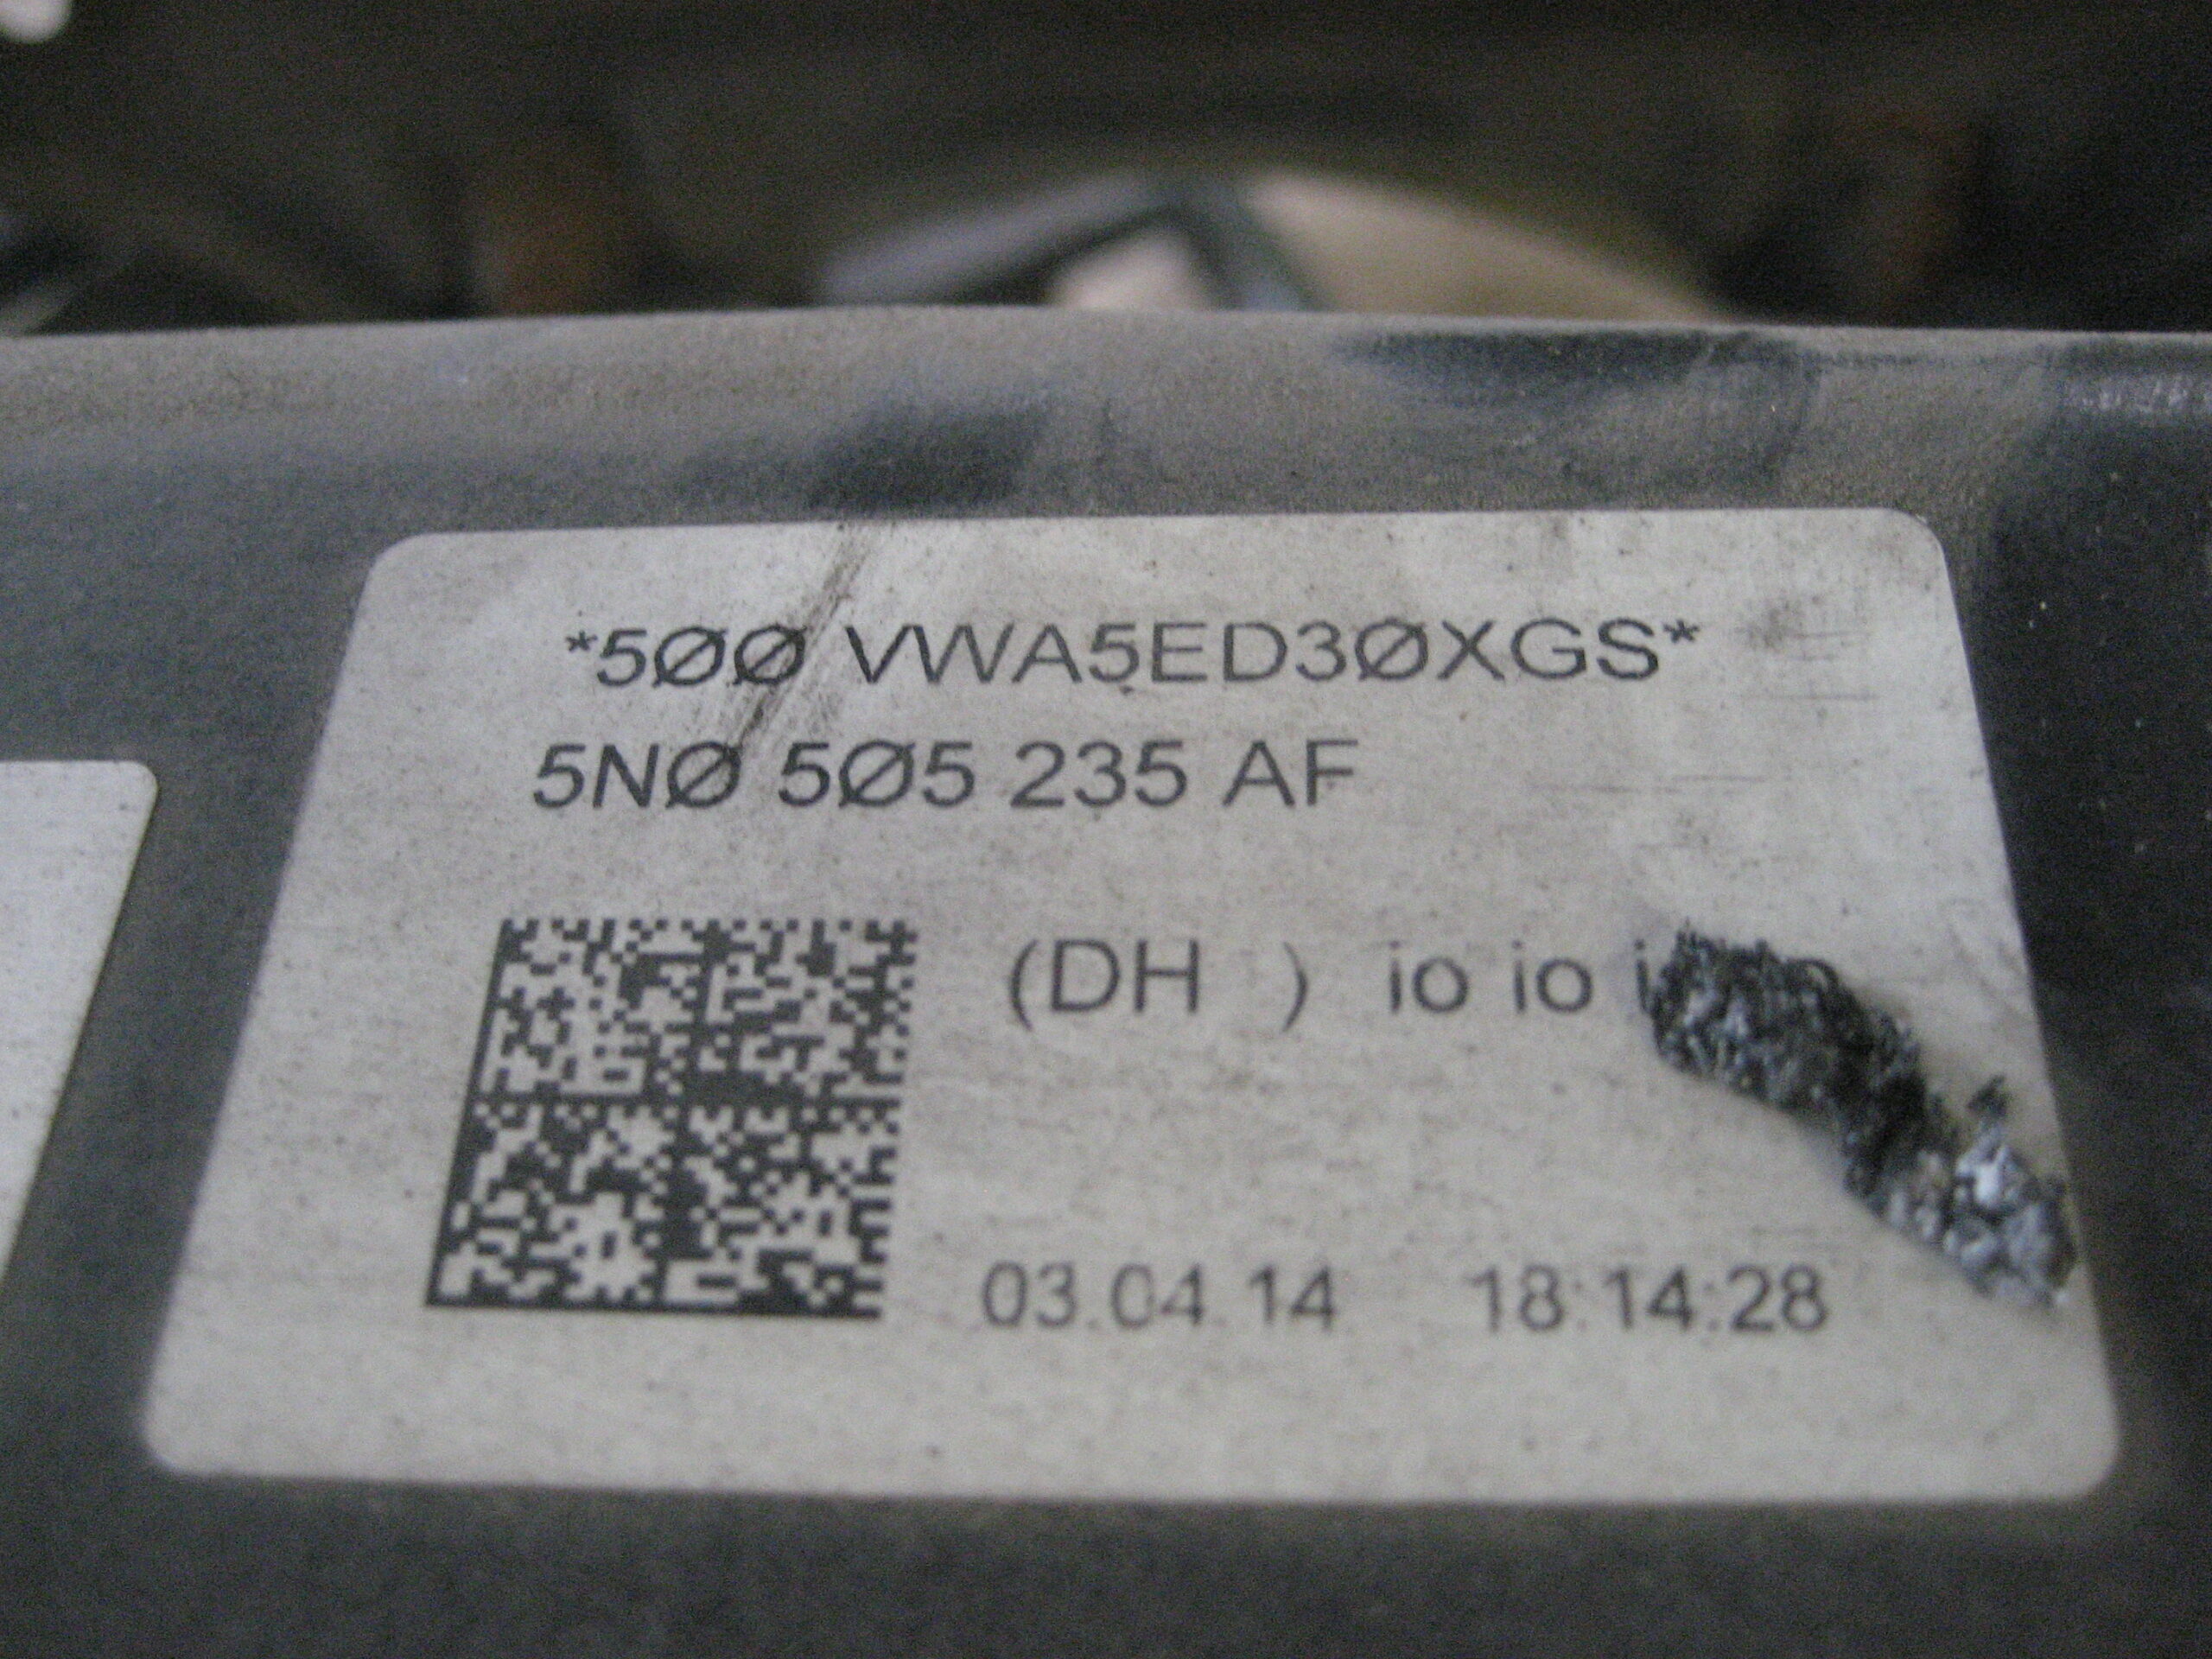 *5ØØ VWA5ED3ØXGS*
5NØ 5Ø5 235 AF
(DH ) io io
03.04.14 18:14:28